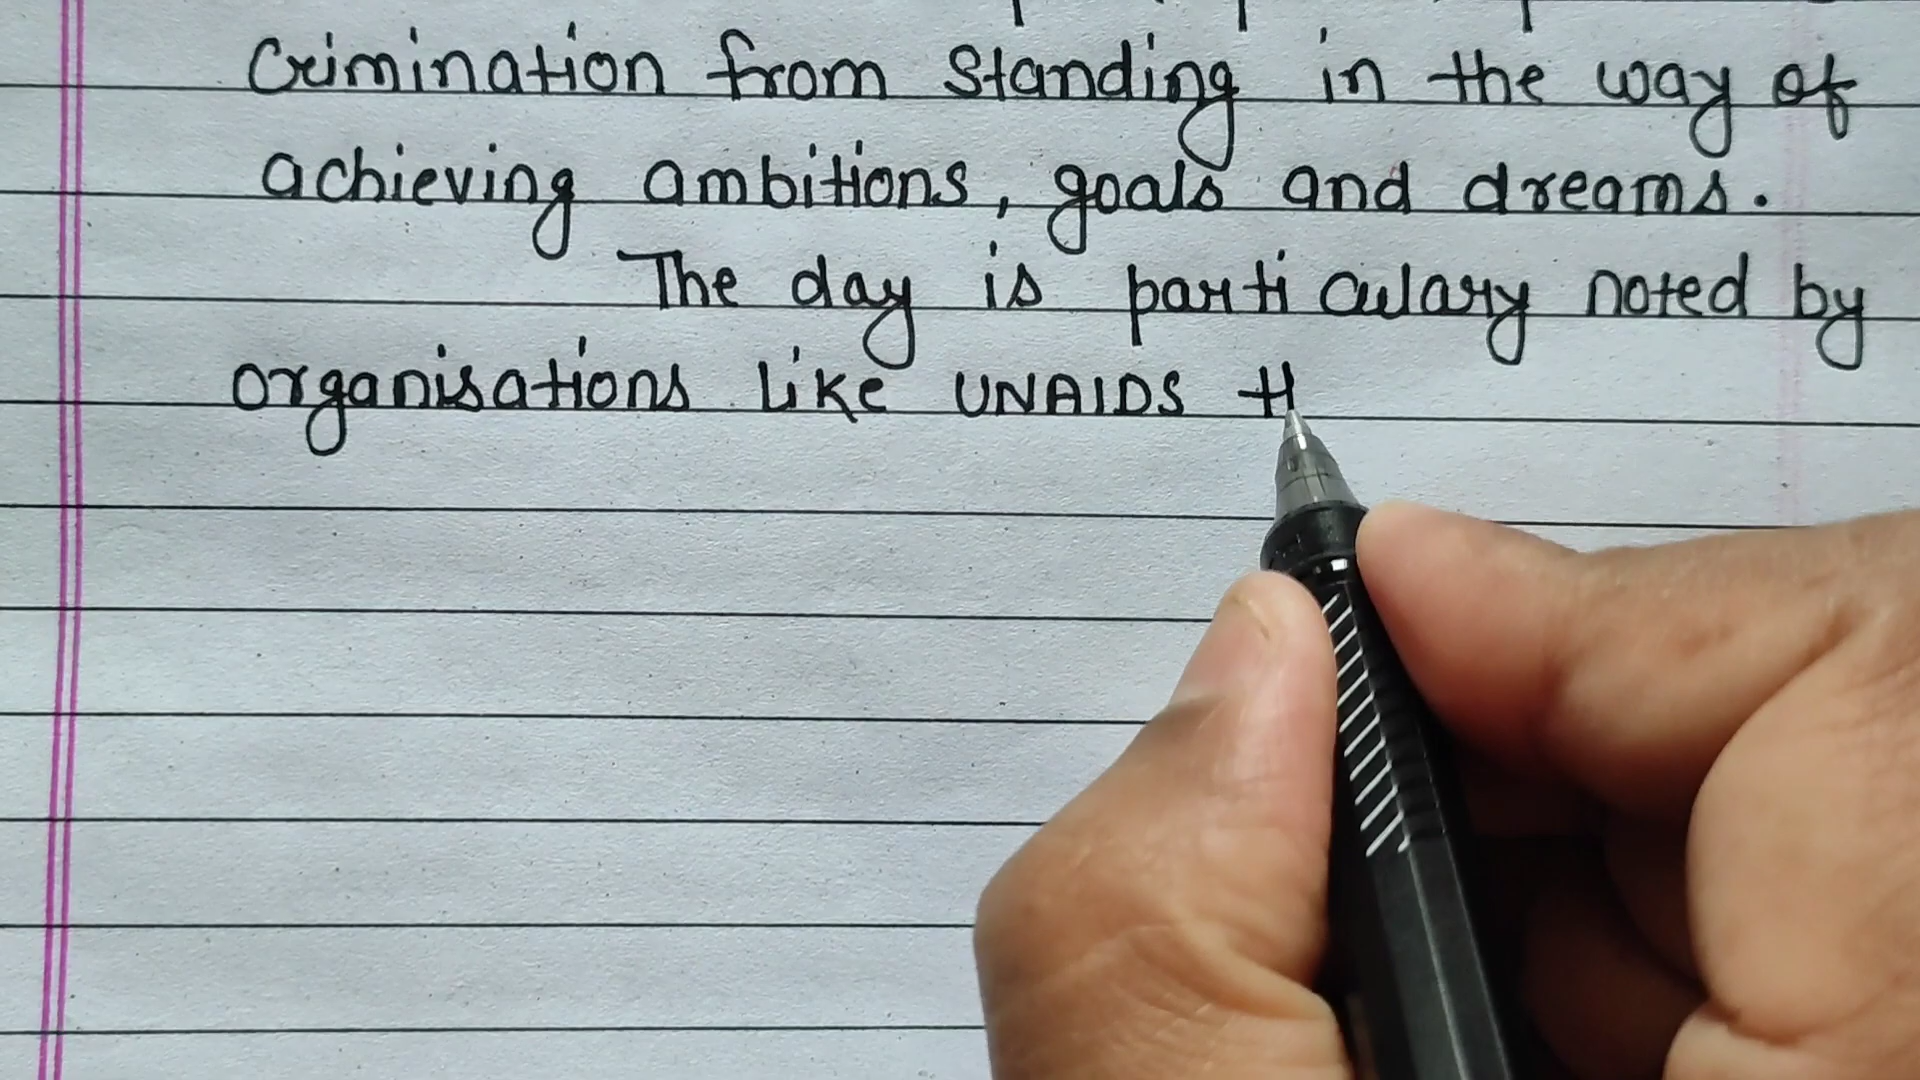 crimination from standing in the way of
achieving ambitions, goals and dreams.
The day is particulary noted by
organisations like UNAIDS